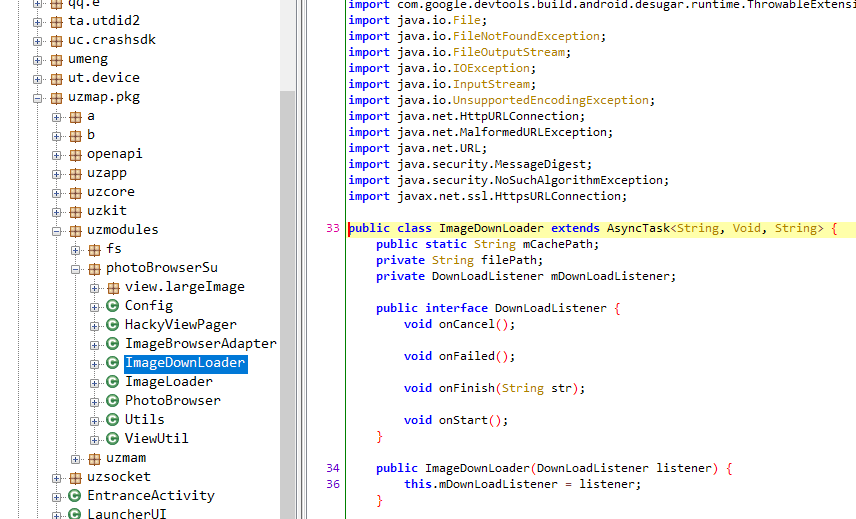 qq.e
ta.utdid2
uc.crashsdk
umeng
ut.device
uzmap.pkg
a
b
openapi
uzapp
uzcore
uzkit
uzmodules
fs
photoBrowserSu
view.largeImage
Config
HackyViewPager
ImageBrowserAdapter
ImageDownLoader
ImageLoader
PhotoBrowser
Utils
ViewUtil
uzmam
uzsocket
EntranceActivity
LauncherUI
import com.google.devtools.build.android.desugar.runtime.ThrowableExtensi
import java.io.File;
import java.io.FileNotFoundException;
import java.io.FileOutputStream;
import java.io.IOException;
import java.io.InputStream;
import java.io.UnsupportedEncodingException;
import java.net.HttpURLConnection;
import java.net.MalformedURLException;
import java.net.URL;
import java.security.MessageDigest;
import java.security.NoSuchAlgorithmException;
import javax.net.ssl.HttpsURLConnection;
33 public class ImageDownLoader extends AsyncTask<String, Void, String> {
public static String mCachePath;
private String filePath;
private DownLoadListener mDownLoadListener;
public interface DownLoadListener {
void onCancel();
void onFailed();
void onFinish(String str);
void onStart();
}
34 public ImageDownLoader(DownLoadListener listener) {
36 this.mDownLoadListener = listener;
}